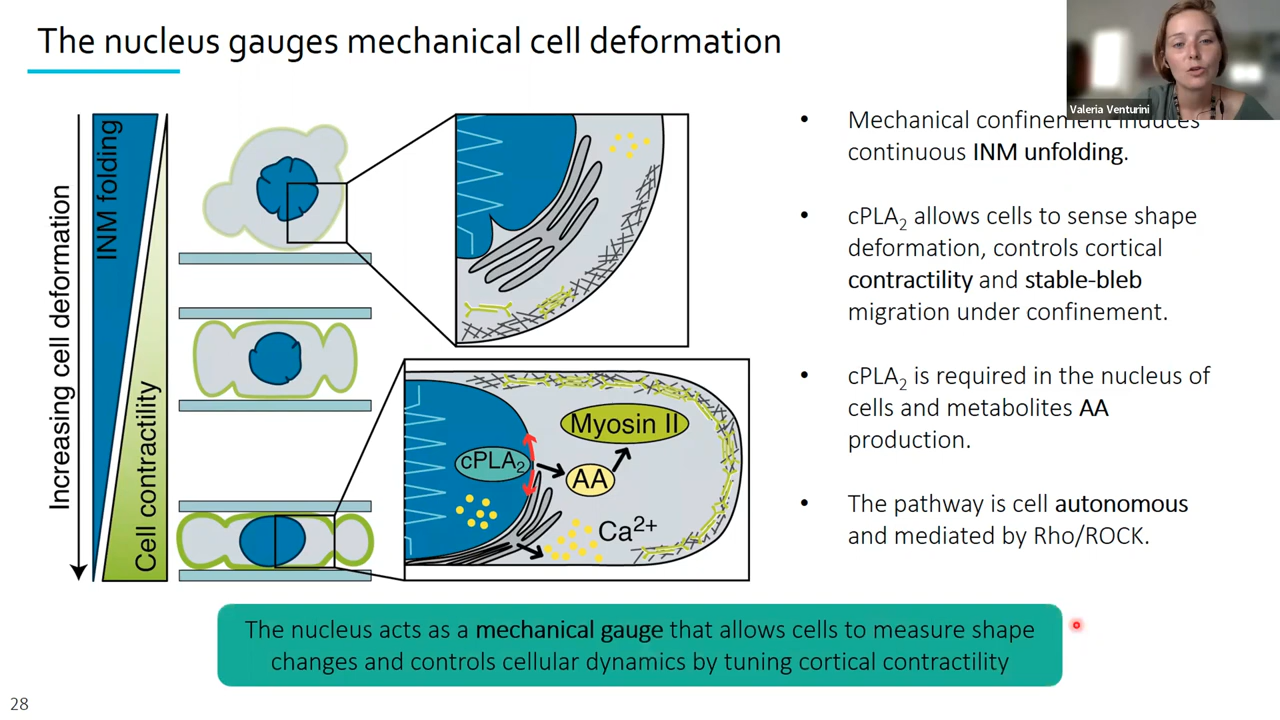 The nucleus gauges mechanical cell deformation
Valeria Venturini
Increasing cell deformation
INM folding
Cell contractility
cPLA₂
AA
Myosin II
Ca²⁺
• Mechanical confinement induces
continuous INM unfolding.
• cPLA₂ allows cells to sense shape
deformation, controls cortical
contractility and stable-bleb
migration under confinement.
• cPLA₂ is required in the nucleus of
cells and metabolites AA
production.
• The pathway is cell autonomous
and mediated by Rho/ROCK.
The nucleus acts as a mechanical gauge that allows cells to measure shape
changes and controls cellular dynamics by tuning cortical contractility
28